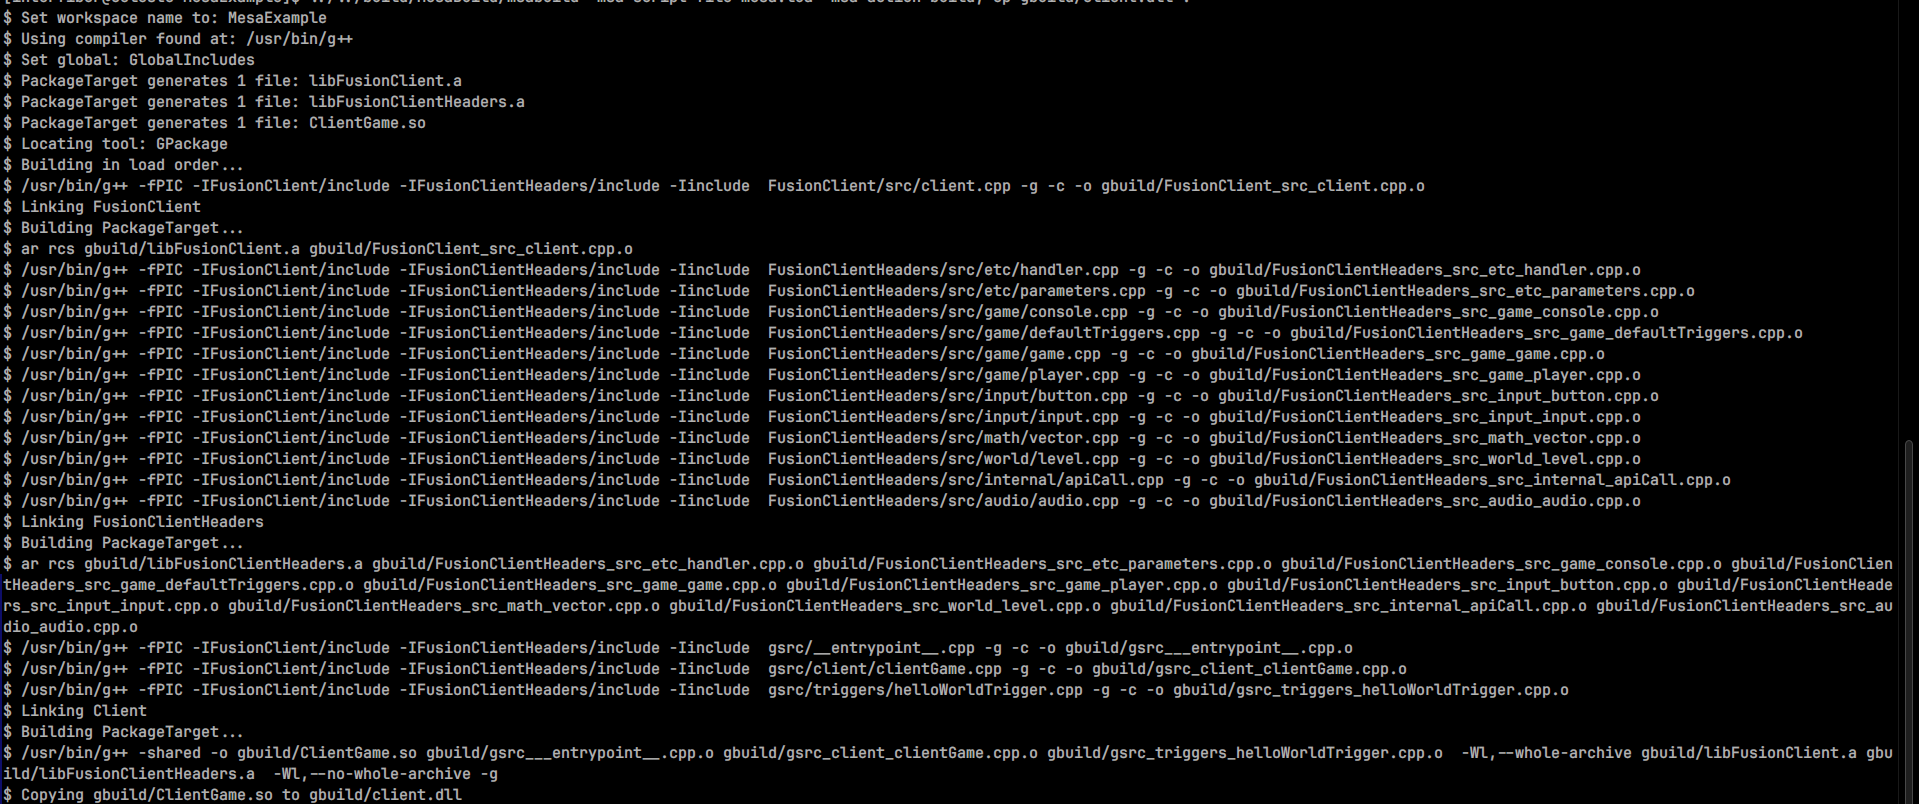 $ Set workspace name to: MesaExample
$ Using compiler found at: /usr/bin/g++
$ Set global: GlobalIncludes
$ PackageTarget generates 1 file: libFusionClient.a
$ PackageTarget generates 1 file: libFusionClientHeaders.a
$ PackageTarget generates 1 file: ClientGame.so
$ Locating tool: GPackage
$ Building in load order...
$ /usr/bin/g++ -fPIC -IFusionClient/include -IFusionClientHeaders/include -Iinclude  FusionClient/src/client.cpp -g -c -o gbuild/FusionClient_src_client.cpp.o
$ Linking FusionClient
$ Building PackageTarget...
$ ar rcs gbuild/libFusionClient.a gbuild/FusionClient_src_client.cpp.o
$ /usr/bin/g++ -fPIC -IFusionClient/include -IFusionClientHeaders/include -Iinclude  FusionClientHeaders/src/etc/handler.cpp -g -c -o gbuild/FusionClientHeaders_src_etc_handler.cpp.o
$ /usr/bin/g++ -fPIC -IFusionClient/include -IFusionClientHeaders/include -Iinclude  FusionClientHeaders/src/etc/parameters.cpp -g -c -o gbuild/FusionClientHeaders_src_etc_parameters.cpp.o
$ /usr/bin/g++ -fPIC -IFusionClient/include -IFusionClientHeaders/include -Iinclude  FusionClientHeaders/src/game/console.cpp -g -c -o gbuild/FusionClientHeaders_src_game_console.cpp.o
$ /usr/bin/g++ -fPIC -IFusionClient/include -IFusionClientHeaders/include -Iinclude  FusionClientHeaders/src/game/defaultTriggers.cpp -g -c -o gbuild/FusionClientHeaders_src_game_defaultTriggers.cpp.o
$ /usr/bin/g++ -fPIC -IFusionClient/include -IFusionClientHeaders/include -Iinclude  FusionClientHeaders/src/game/game.cpp -g -c -o gbuild/FusionClientHeaders_src_game_game.cpp.o
$ /usr/bin/g++ -fPIC -IFusionClient/include -IFusionClientHeaders/include -Iinclude  FusionClientHeaders/src/game/player.cpp -g -c -o gbuild/FusionClientHeaders_src_game_player.cpp.o
$ /usr/bin/g++ -fPIC -IFusionClient/include -IFusionClientHeaders/include -Iinclude  FusionClientHeaders/src/input/button.cpp -g -c -o gbuild/FusionClientHeaders_src_input_button.cpp.o
$ /usr/bin/g++ -fPIC -IFusionClient/include -IFusionClientHeaders/include -Iinclude  FusionClientHeaders/src/input/input.cpp -g -c -o gbuild/FusionClientHeaders_src_input_input.cpp.o
$ /usr/bin/g++ -fPIC -IFusionClient/include -IFusionClientHeaders/include -Iinclude  FusionClientHeaders/src/math/vector.cpp -g -c -o gbuild/FusionClientHeaders_src_math_vector.cpp.o
$ /usr/bin/g++ -fPIC -IFusionClient/include -IFusionClientHeaders/include -Iinclude  FusionClientHeaders/src/world/level.cpp -g -c -o gbuild/FusionClientHeaders_src_world_level.cpp.o
$ /usr/bin/g++ -fPIC -IFusionClient/include -IFusionClientHeaders/include -Iinclude  FusionClientHeaders/src/internal/apiCall.cpp -g -c -o gbuild/FusionClientHeaders_src_internal_apiCall.cpp.o
$ /usr/bin/g++ -fPIC -IFusionClient/include -IFusionClientHeaders/include -Iinclude  FusionClientHeaders/src/audio/audio.cpp -g -c -o gbuild/FusionClientHeaders_src_audio_audio.cpp.o
$ Linking FusionClientHeaders
$ Building PackageTarget...
$ ar rcs gbuild/libFusionClientHeaders.a gbuild/FusionClientHeaders_src_etc_handler.cpp.o gbuild/FusionClientHeaders_src_etc_parameters.cpp.o gbuild/FusionClientHeaders_src_game_console.cpp.o gbuild/FusionClien
tHeaders_src_game_defaultTriggers.cpp.o gbuild/FusionClientHeaders_src_game_game.cpp.o gbuild/FusionClientHeaders_src_game_player.cpp.o gbuild/FusionClientHeaders_src_input_button.cpp.o gbuild/FusionClientHeade
rs_src_input_input.cpp.o gbuild/FusionClientHeaders_src_math_vector.cpp.o gbuild/FusionClientHeaders_src_world_level.cpp.o gbuild/FusionClientHeaders_src_internal_apiCall.cpp.o gbuild/FusionClientHeaders_src_au
dio_audio.cpp.o
$ /usr/bin/g++ -fPIC -IFusionClient/include -IFusionClientHeaders/include -Iinclude  gsrc/__entrypoint__.cpp -g -c -o gbuild/gsrc___entrypoint__.cpp.o
$ /usr/bin/g++ -fPIC -IFusionClient/include -IFusionClientHeaders/include -Iinclude  gsrc/client/clientGame.cpp -g -c -o gbuild/gsrc_client_clientGame.cpp.o
$ /usr/bin/g++ -fPIC -IFusionClient/include -IFusionClientHeaders/include -Iinclude  gsrc/triggers/helloWorldTrigger.cpp -g -c -o gbuild/gsrc_triggers_helloWorldTrigger.cpp.o
$ Linking Client
$ Building PackageTarget...
$ /usr/bin/g++ -shared -o gbuild/ClientGame.so gbuild/gsrc___entrypoint__.cpp.o gbuild/gsrc_client_clientGame.cpp.o gbuild/gsrc_triggers_helloWorldTrigger.cpp.o  -Wl,--whole-archive gbuild/libFusionClient.a gbu
ild/libFusionClientHeaders.a  -Wl,--no-whole-archive -g
$ Copying gbuild/ClientGame.so to gbuild/client.dll